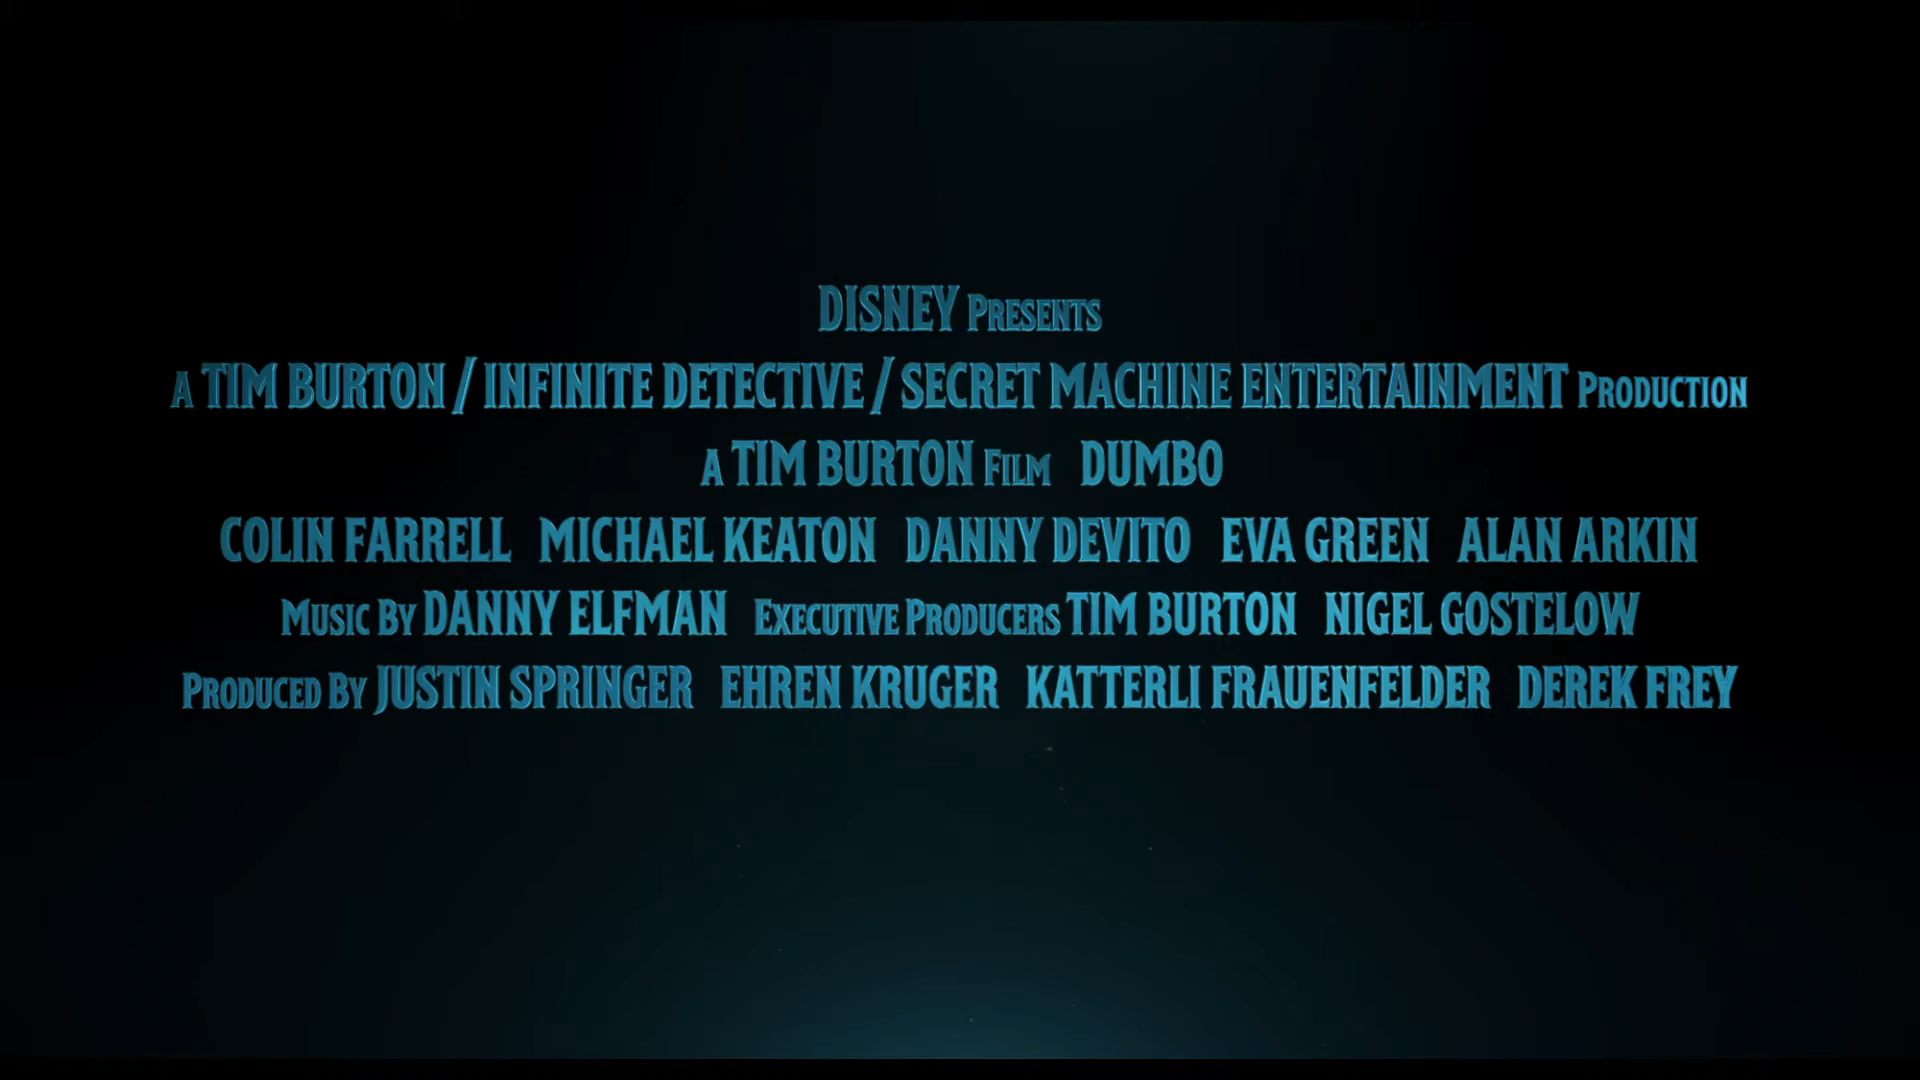 DISNEY PRESENTS
A TIM BURTON / INFINITE DETECTIVE / SECRET MACHINE ENTERTAINMENT PRODUCTION
A TIM BURTON FILM DUMBO
COLIN FARRELL MICHAEL KEATON DANNY DEVITO EVA GREEN ALAN ARKIN
MUSIC BY DANNY ELFMAN EXECUTIVE PRODUCERS TIM BURTON NIGEL GOSTELOW
PRODUCED BY JUSTIN SPRINGER EHREN KRUGER KATTERLI FRAUENFELDER DEREK FREY